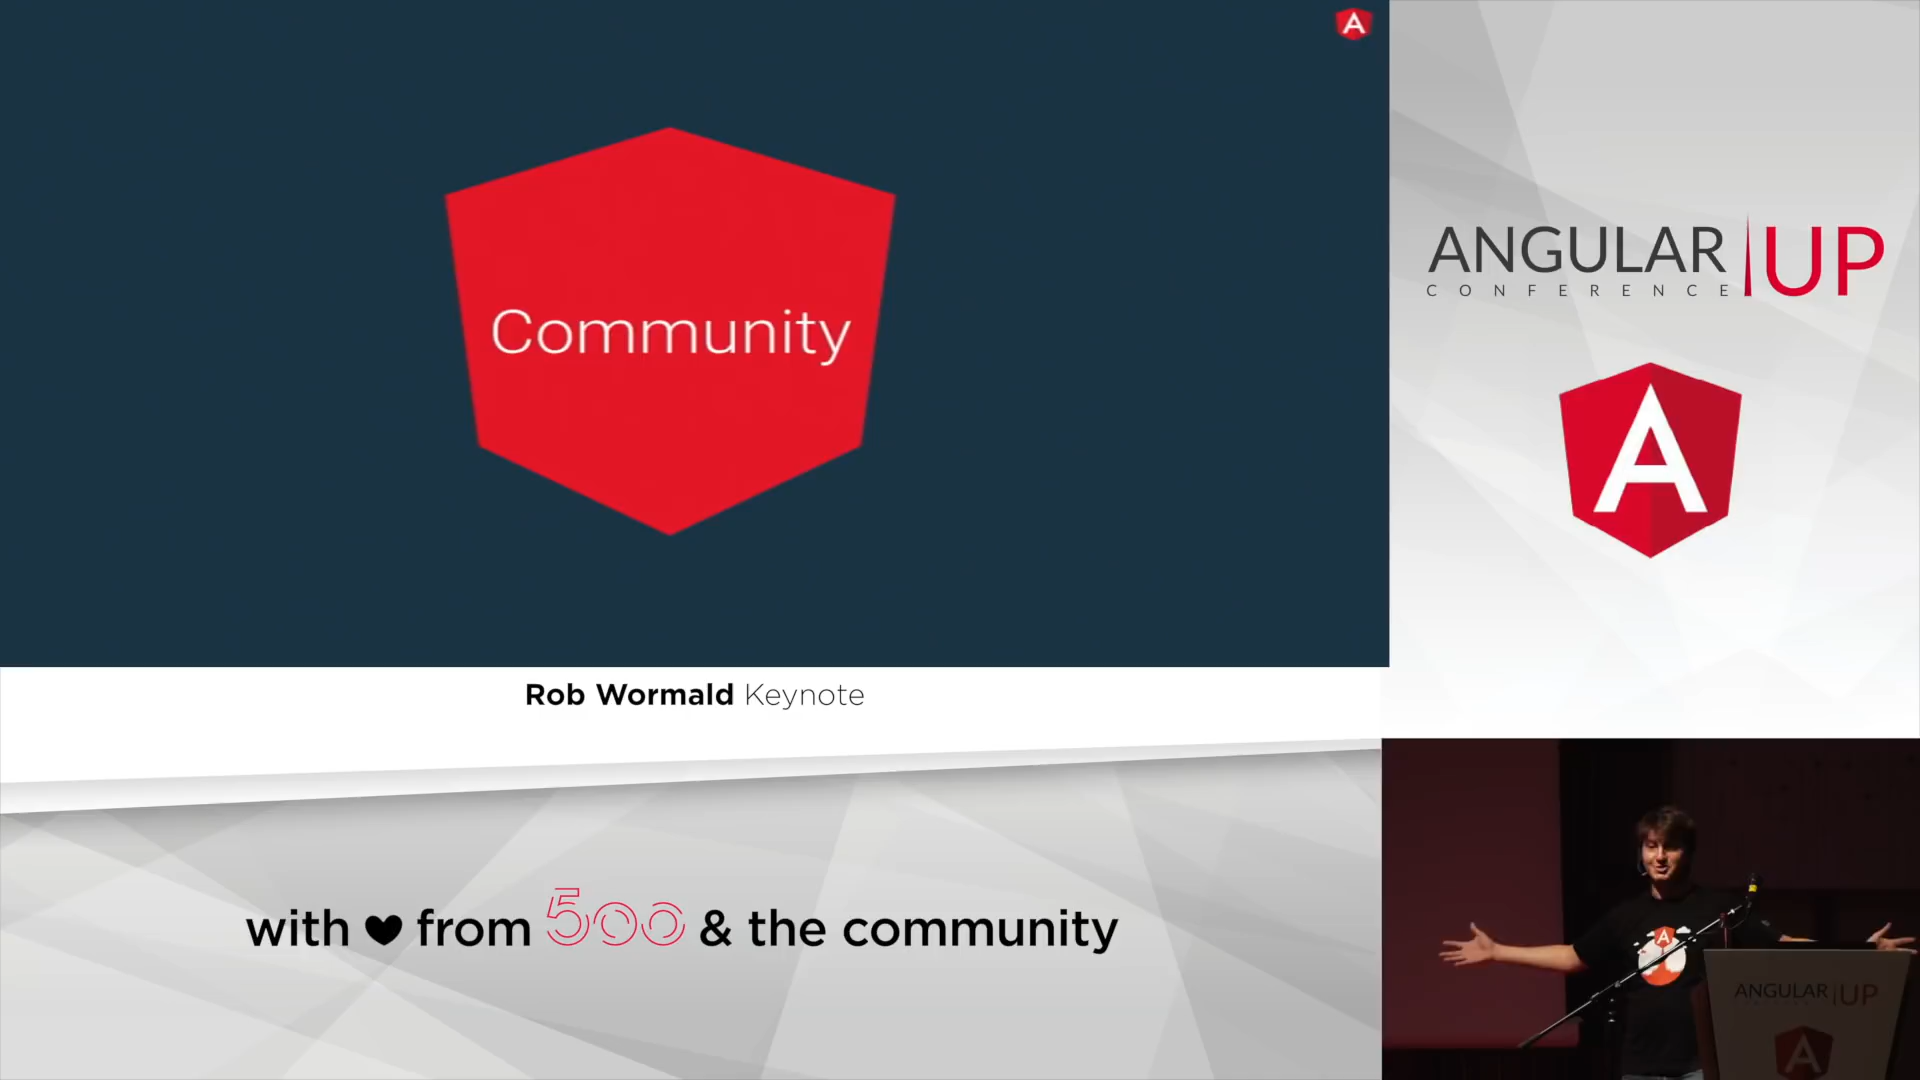 Community
ANGULAR UP
CONFERENCE
A
Rob Wormald Keynote
with ♥ from 500 & the community
ANGULAR UP
A